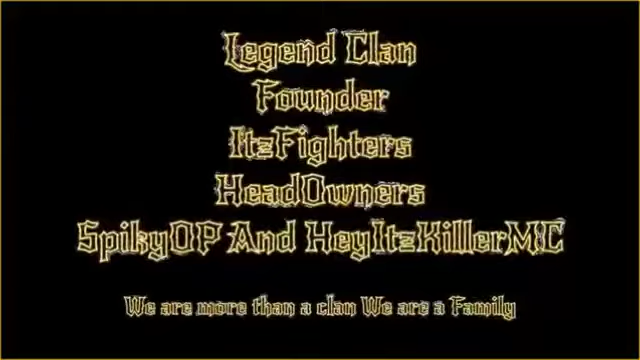 Legend Clan
Founder
ItzFighters
HeadOwners
SpikyOP And HeyItzKillerMC
We are more than a clan We are a Family